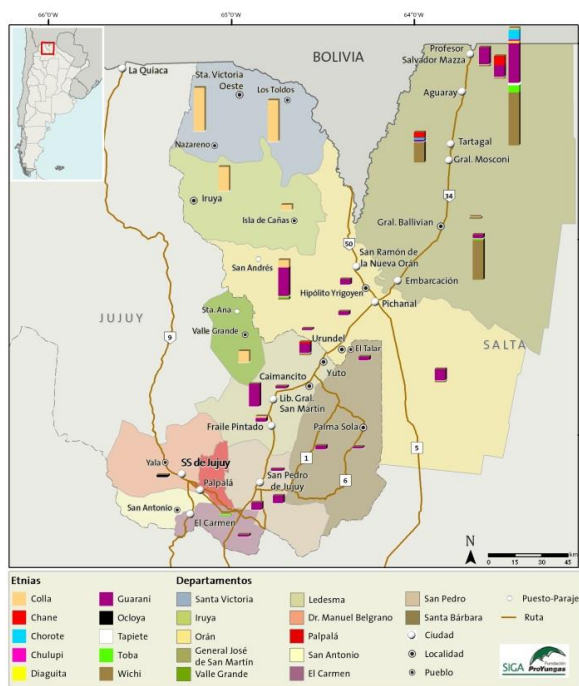 66°00'W
65°00'W
64°00'W
BOLIVIA
La Quiaca
Sta. Victoria
Oeste
Los Toldos
Nazareno
Profesor
Salvador Mazza
Aguaray
Tartagal
Gral. Mosconi
Iruya
Isla de Cañas
34
Gral. Ballivian
50
San Ramón de
la Nueva Orán
San Andrés
Embarcación
Hipólito Yrigoyen
Pichanal
JUJUY
Sta. Ana
Valle Grande
9
SALTA
Urundel
El Talar
Yuto
Caimancito
Lib. Gral.
San Martín
Fraile Pintado
Palma Sola
Yala
SS de Jujuy
1
5
Palpalá
San Pedro
de Jujuy
6
San Antonio
El Carmen
N
0 15 30 45
km
Etnias
Colla
Chane
Chorote
Chulupi
Diaguita
Guaraní
Ocloya
Tapiete
Toba
Wichi
Departamentos
Santa Victoria
Iruya
Orán
General José
de San Martín
Valle Grande
Ledesma
Dr. Manuel Belgrano
Palpalá
San Antonio
El Carmen
San Pedro
Santa Bárbara
Ciudad
Localidad
Pueblo
Puesto-Paraje
Ruta
SIGA
Fundación
ProYungas